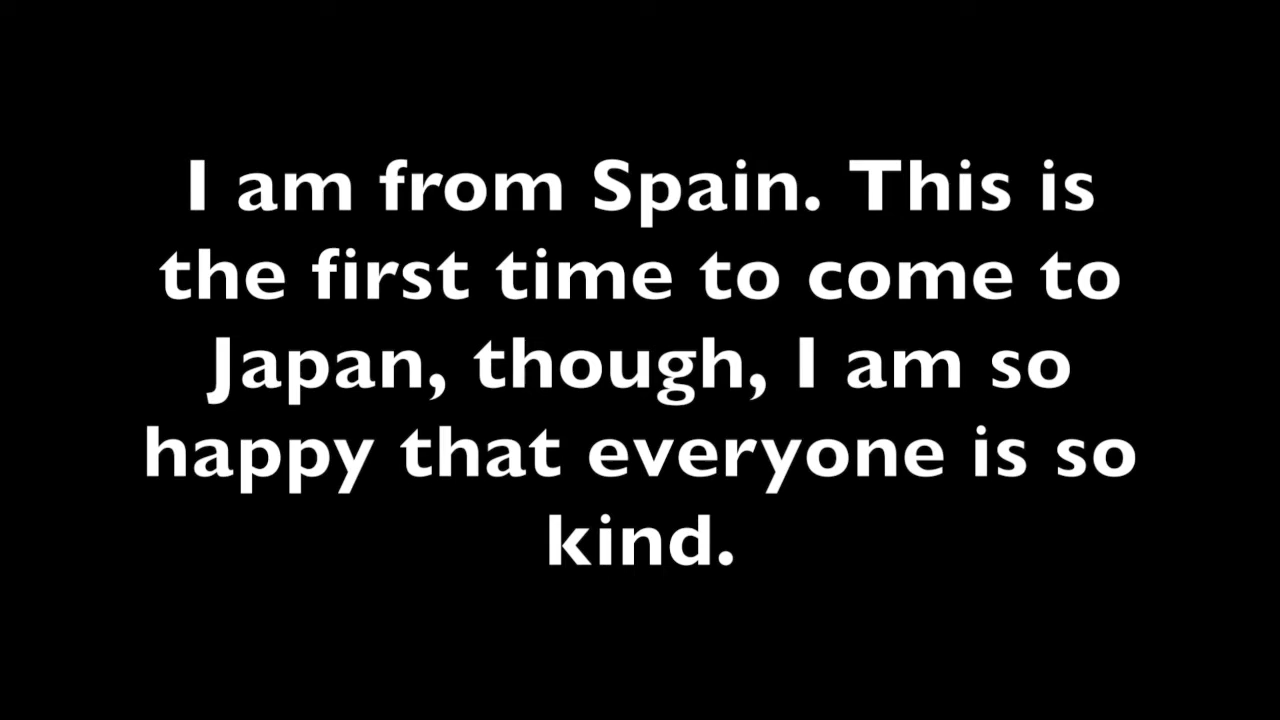 I am from Spain. This is
the first time to come to
Japan, though, I am so
happy that everyone is so
kind.